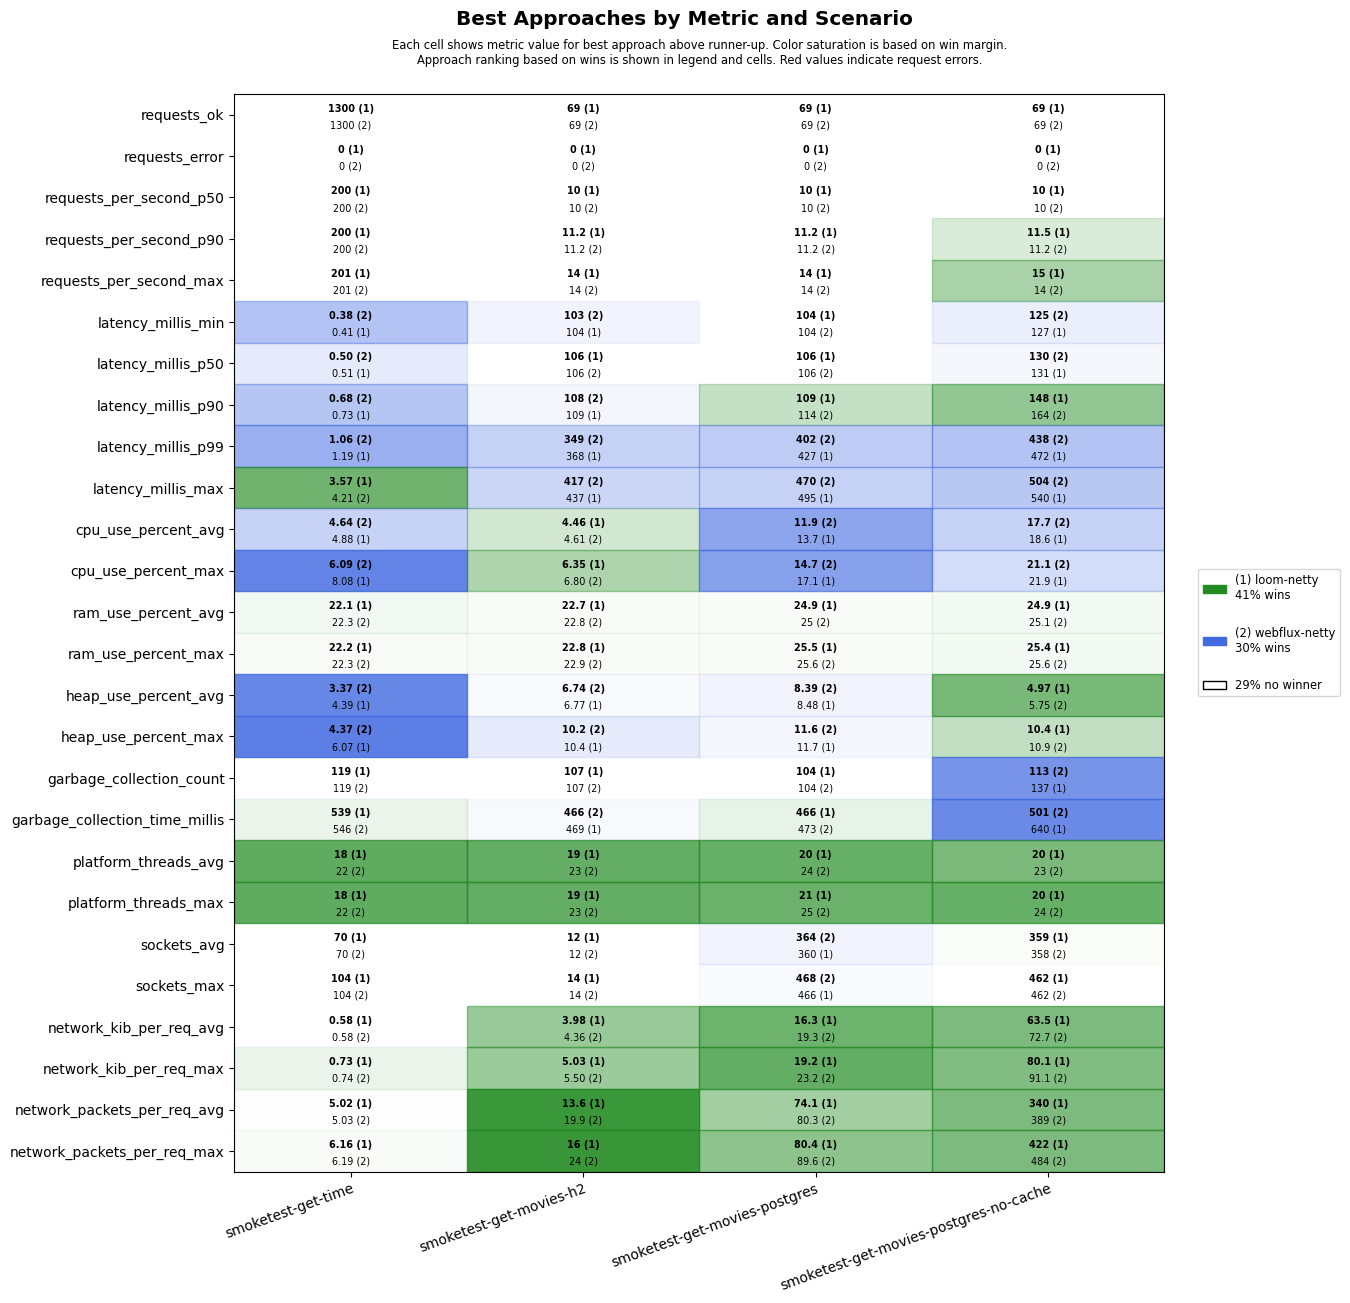 Best Approaches by Metric and Scenario
Each cell shows metric value for best approach above runner-up. Color saturation is based on win margin.
Approach ranking based on wins is shown in legend and cells. Red values indicate request errors.
requests_ok
1300 (1) 69 (1) 69 (1) 69 (1)
1300 (2) 69 (2) 69 (2) 69 (2)
requests_error
0 (1) 0 (1) 0 (1) 0 (1)
0 (2) 0 (2) 0 (2) 0 (2)
requests_per_second_p50
200 (1) 10 (1) 10 (1) 10 (1)
200 (2) 10 (2) 10 (2) 10 (2)
requests_per_second_p90
200 (1) 11.2 (1) 11.2 (1) 11.5 (1)
200 (2) 11.2 (2) 11.2 (2) 11.2 (2)
requests_per_second_max
201 (1) 14 (1) 14 (1) 15 (1)
201 (2) 14 (2) 14 (2) 14 (2)
latency_millis_min
0.38 (2) 103 (2) 104 (1) 125 (2)
0.41 (1) 104 (1) 104 (2) 127 (1)
latency_millis_p50
0.50 (2) 106 (1) 106 (1) 130 (2)
0.51 (1) 106 (2) 106 (2) 131 (1)
latency_millis_p90
0.68 (2) 108 (2) 109 (1) 148 (1)
0.73 (1) 109 (1) 114 (2) 164 (2)
latency_millis_p99
1.06 (2) 349 (2) 402 (2) 438 (2)
1.19 (1) 368 (1) 427 (1) 472 (1)
latency_millis_max
3.57 (1) 417 (2) 470 (2) 504 (2)
4.21 (2) 437 (1) 495 (1) 540 (1)
cpu_use_percent_avg
4.64 (2) 4.46 (1) 11.9 (2) 17.7 (2)
4.88 (1) 4.61 (2) 13.7 (1) 18.6 (1)
cpu_use_percent_max
6.09 (2) 6.35 (1) 14.7 (2) 21.1 (2)
8.08 (1) 6.80 (2) 17.1 (1) 21.9 (1)
ram_use_percent_avg
22.1 (1) 22.7 (1) 24.9 (1) 24.9 (1)
22.3 (2) 22.8 (2) 25 (2) 25.1 (2)
ram_use_percent_max
22.2 (1) 22.8 (1) 25.5 (1) 25.4 (1)
22.3 (2) 22.9 (2) 25.6 (2) 25.6 (2)
heap_use_percent_avg
3.37 (2) 6.74 (2) 8.39 (2) 4.97 (1)
4.39 (1) 6.77 (1) 8.48 (1) 5.75 (2)
heap_use_percent_max
4.37 (2) 10.2 (2) 11.6 (2) 10.4 (1)
6.07 (1) 10.4 (1) 11.7 (1) 10.9 (2)
garbage_collection_count
119 (1) 107 (1) 104 (1) 113 (2)
119 (2) 107 (2) 104 (2) 137 (1)
garbage_collection_time_millis
539 (1) 466 (2) 466 (1) 501 (2)
546 (2) 469 (1) 473 (2) 640 (1)
platform_threads_avg
18 (1) 19 (1) 20 (1) 20 (1)
22 (2) 23 (2) 24 (2) 23 (2)
platform_threads_max
18 (1) 19 (1) 21 (1) 20 (1)
22 (2) 23 (2) 25 (2) 24 (2)
sockets_avg
70 (1) 12 (1) 364 (2) 359 (1)
70 (2) 12 (2) 360 (1) 358 (2)
sockets_max
104 (1) 14 (1) 468 (2) 462 (1)
104 (2) 14 (2) 466 (1) 462 (2)
network_kib_per_req_avg
0.58 (1) 3.98 (1) 16.3 (1) 63.5 (1)
0.58 (2) 4.36 (2) 19.3 (2) 72.7 (2)
network_kib_per_req_max
0.73 (1) 5.03 (1) 19.2 (1) 80.1 (1)
0.74 (2) 5.50 (2) 23.2 (2) 91.1 (2)
network_packets_per_req_avg
5.02 (1) 13.6 (1) 74.1 (1) 340 (1)
5.03 (2) 19.9 (2) 80.3 (2) 389 (2)
network_packets_per_req_max
6.16 (1) 16 (1) 80.4 (1) 422 (1)
6.19 (2) 24 (2) 89.6 (2) 484 (2)
smoketest-get-time
smoketest-get-movies-h2
smoketest-get-movies-postgres
smoketest-get-movies-postgres-no-cache
(1) loom-netty
41% wins
(2) webflux-netty
30% wins
29% no winner